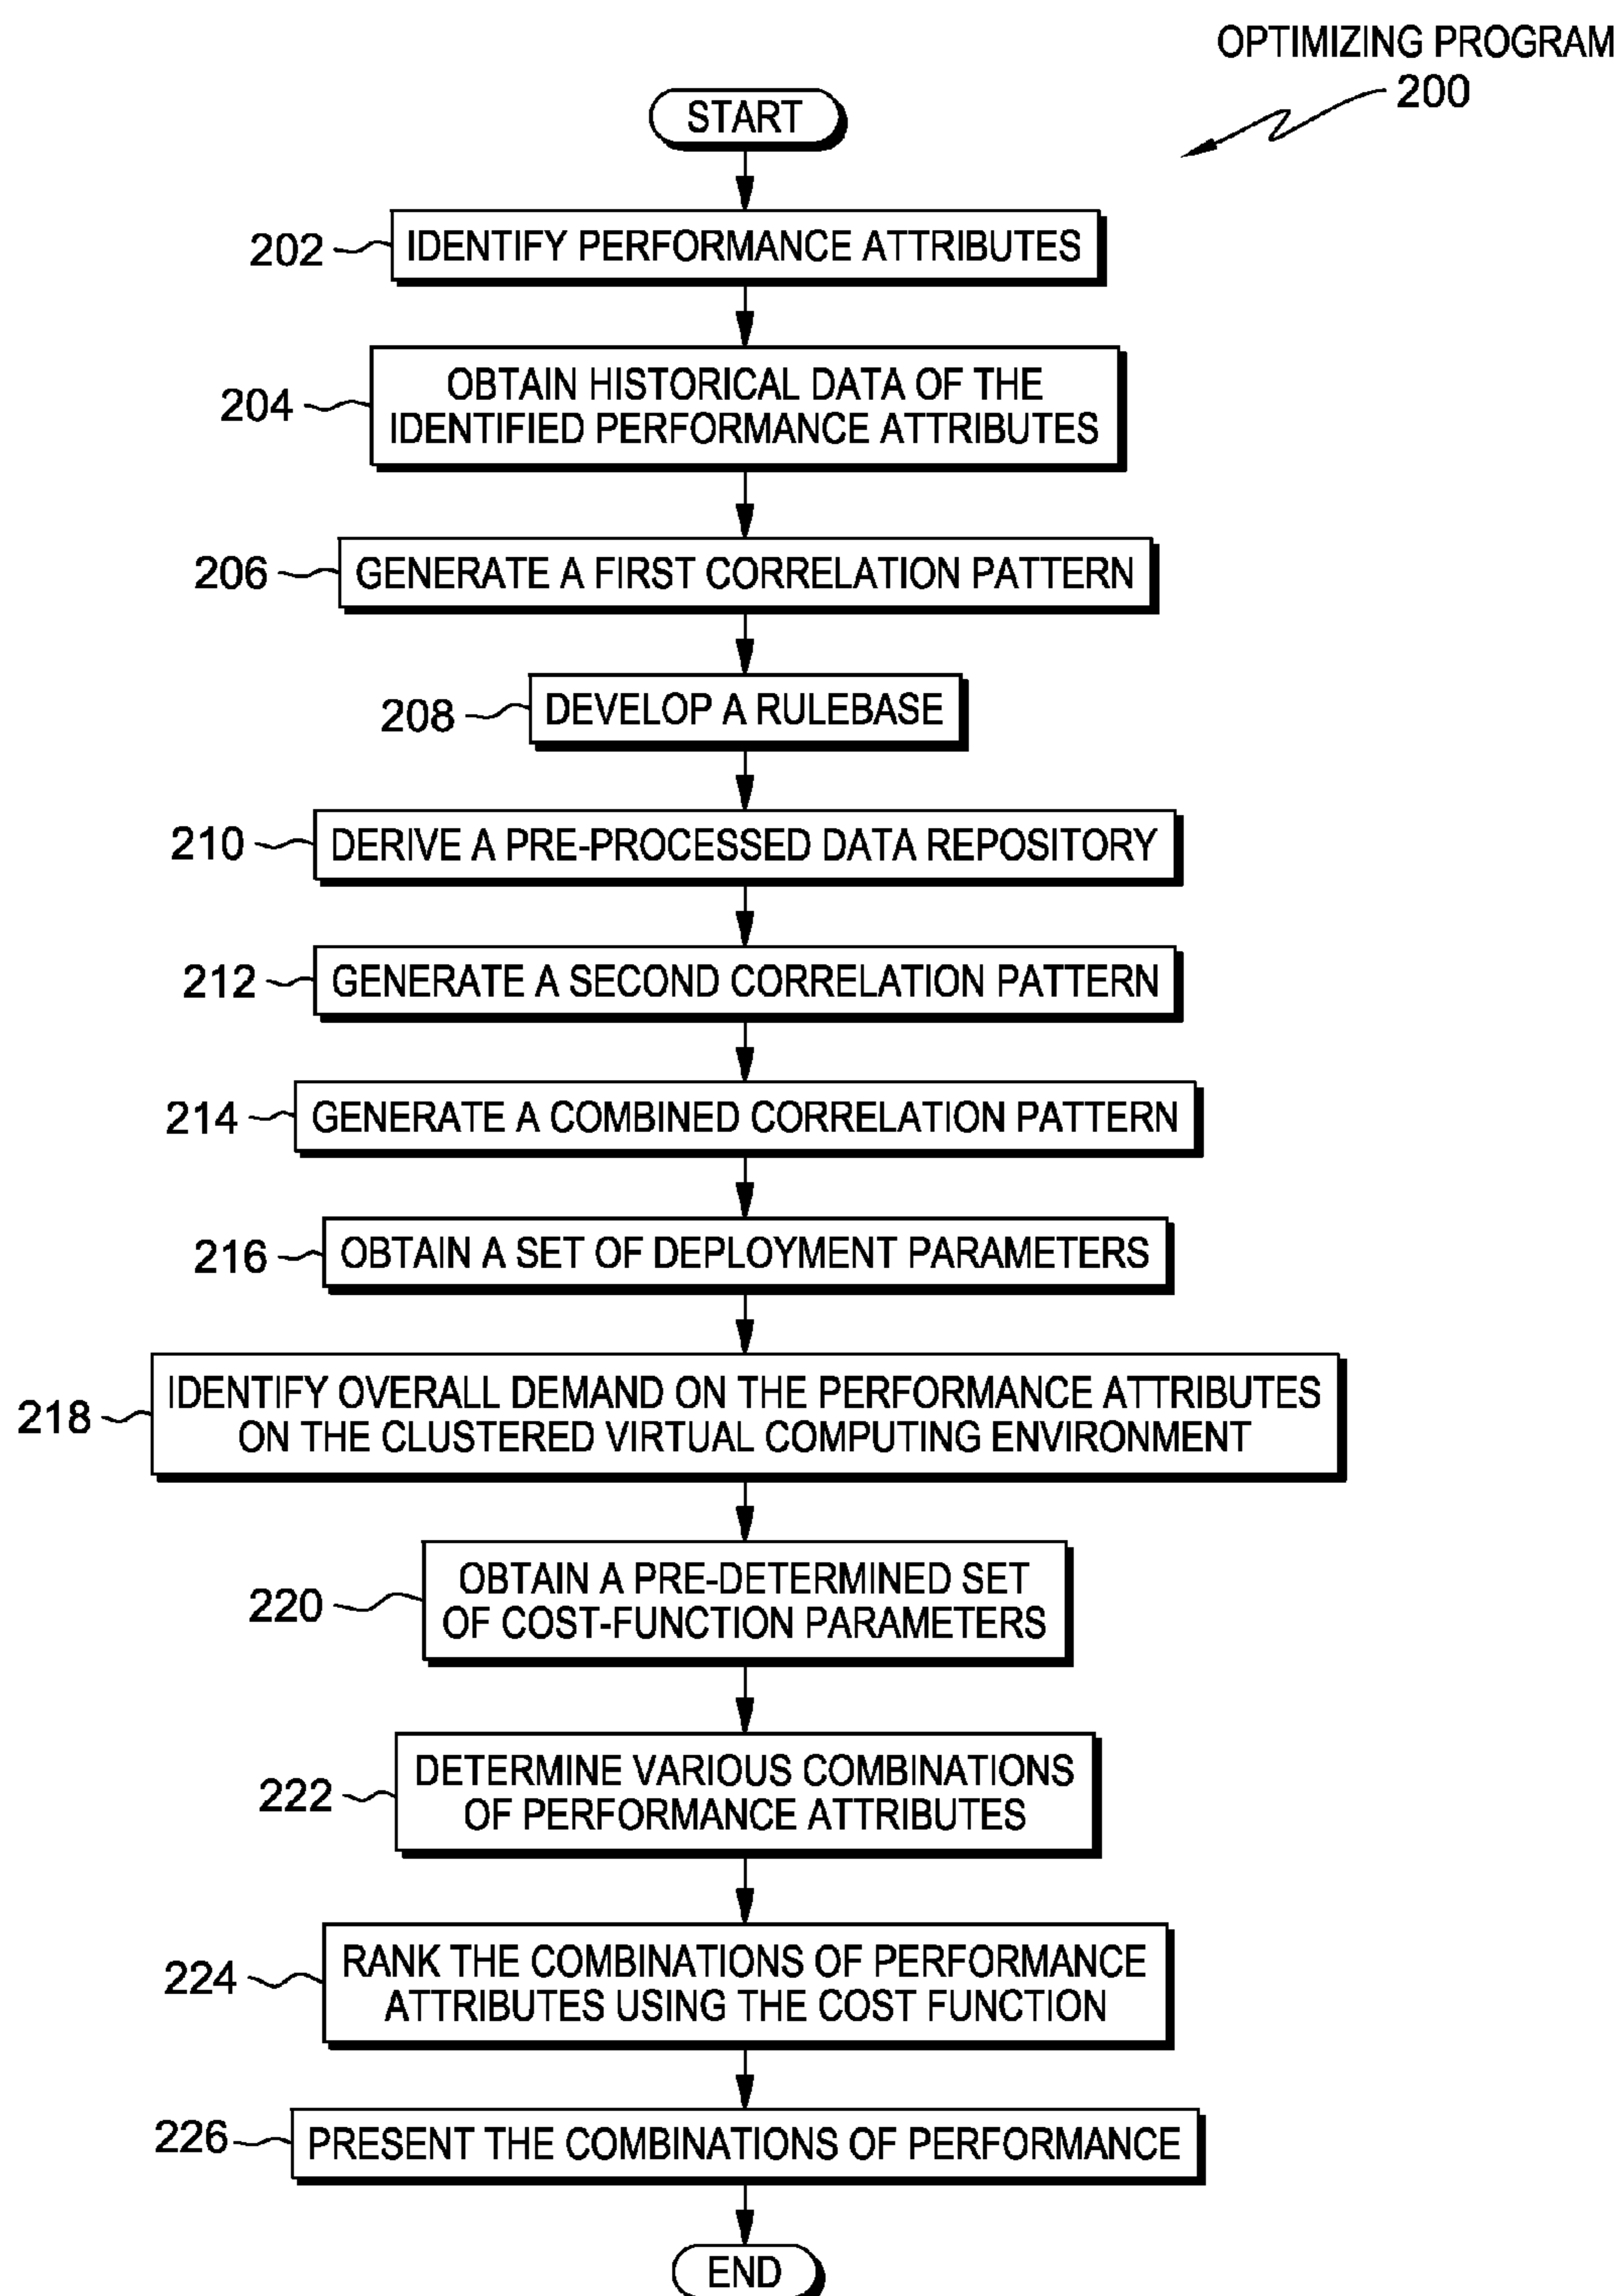 OPTIMIZING PROGRAM
200
START
202
IDENTIFY PERFORMANCE ATTRIBUTES
204
OBTAIN HISTORICAL DATA OF THE
IDENTIFIED PERFORMANCE ATTRIBUTES
206
GENERATE A FIRST CORRELATION PATTERN
208
DEVELOP A RULEBASE
210
DERIVE A PRE-PROCESSED DATA REPOSITORY
212
GENERATE A SECOND CORRELATION PATTERN
214
GENERATE A COMBINED CORRELATION PATTERN
216
OBTAIN A SET OF DEPLOYMENT PARAMETERS
218
IDENTIFY OVERALL DEMAND ON THE PERFORMANCE ATTRIBUTES
ON THE CLUSTERED VIRTUAL COMPUTING ENVIRONMENT
220
OBTAIN A PRE-DETERMINED SET
OF COST-FUNCTION PARAMETERS
222
DETERMINE VARIOUS COMBINATIONS
OF PERFORMANCE ATTRIBUTES
224
RANK THE COMBINATIONS OF PERFORMANCE
ATTRIBUTES USING THE COST FUNCTION
226
PRESENT THE COMBINATIONS OF PERFORMANCE
END